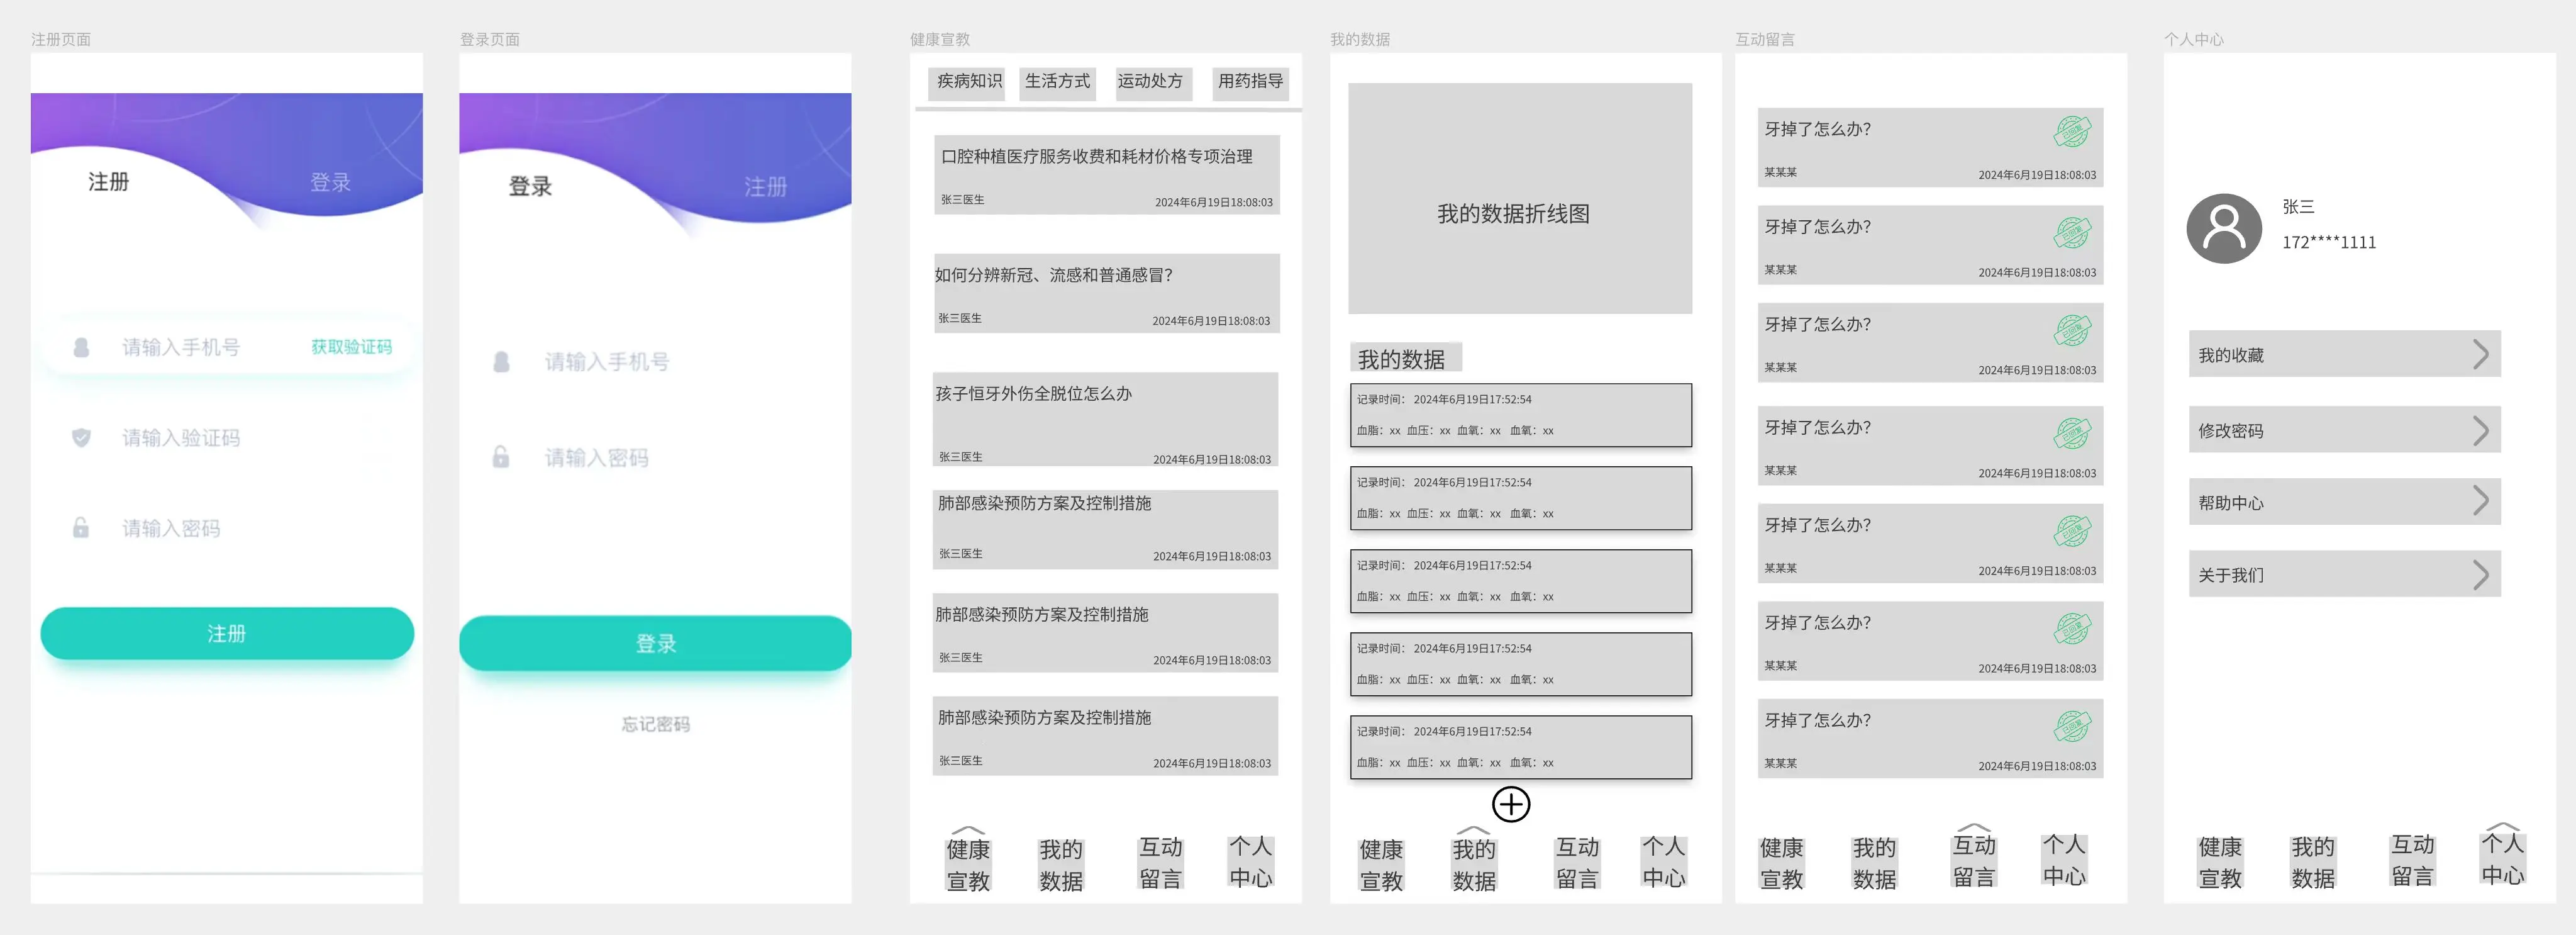 注册页面
注册
登录
请输入手机号
获取验证码
请输入验证码
请输入密码
注册
登录页面
登录
注册
请输入手机号
请输入密码
登录
忘记密码
健康宣教
疾病知识
生活方式
运动处方
用药指导
口腔种植医疗服务收费和耗材价格专项治理
张三医生
2024年6月19日18:08:03
如何分辨新冠、流感和普通感冒?
张三医生
2024年6月19日18:08:03
孩子恒牙外伤全脱位怎么办
张三医生
2024年6月19日18:08:03
肺部感染预防方案及控制措施
张三医生
2024年6月19日18:08:03
肺部感染预防方案及控制措施
张三医生
2024年6月19日18:08:03
肺部感染预防方案及控制措施
张三医生
2024年6月19日18:08:03
健康
宣教
我的
数据
互动
留言
个人
中心
我的数据
我的数据折线图
我的数据
记录时间： 2024年6月19日17:52:54
血脂：xx 血压：xx 血氧：xx 血氧：xx
记录时间： 2024年6月19日17:52:54
血脂：xx 血压：xx 血氧：xx 血氧：xx
记录时间： 2024年6月19日17:52:54
血脂：xx 血压：xx 血氧：xx 血氧：xx
记录时间： 2024年6月19日17:52:54
血脂：xx 血压：xx 血氧：xx 血氧：xx
记录时间： 2024年6月19日17:52:54
血脂：xx 血压：xx 血氧：xx 血氧：xx
健康
宣教
我的
数据
互动
留言
个人
中心
互动留言
牙掉了怎么办?
已回复
某某某
2024年6月19日18:08:03
牙掉了怎么办?
已回复
某某某
2024年6月19日18:08:03
牙掉了怎么办?
已回复
某某某
2024年6月19日18:08:03
牙掉了怎么办?
已回复
某某某
2024年6月19日18:08:03
牙掉了怎么办?
已回复
某某某
2024年6月19日18:08:03
牙掉了怎么办?
已回复
某某某
2024年6月19日18:08:03
牙掉了怎么办?
已回复
某某某
2024年6月19日18:08:03
健康
宣教
我的
数据
互动
留言
个人
中心
个人中心
张三
172****1111
我的收藏
修改密码
帮助中心
关于我们
健康
宣教
我的
数据
互动
留言
个人
中心